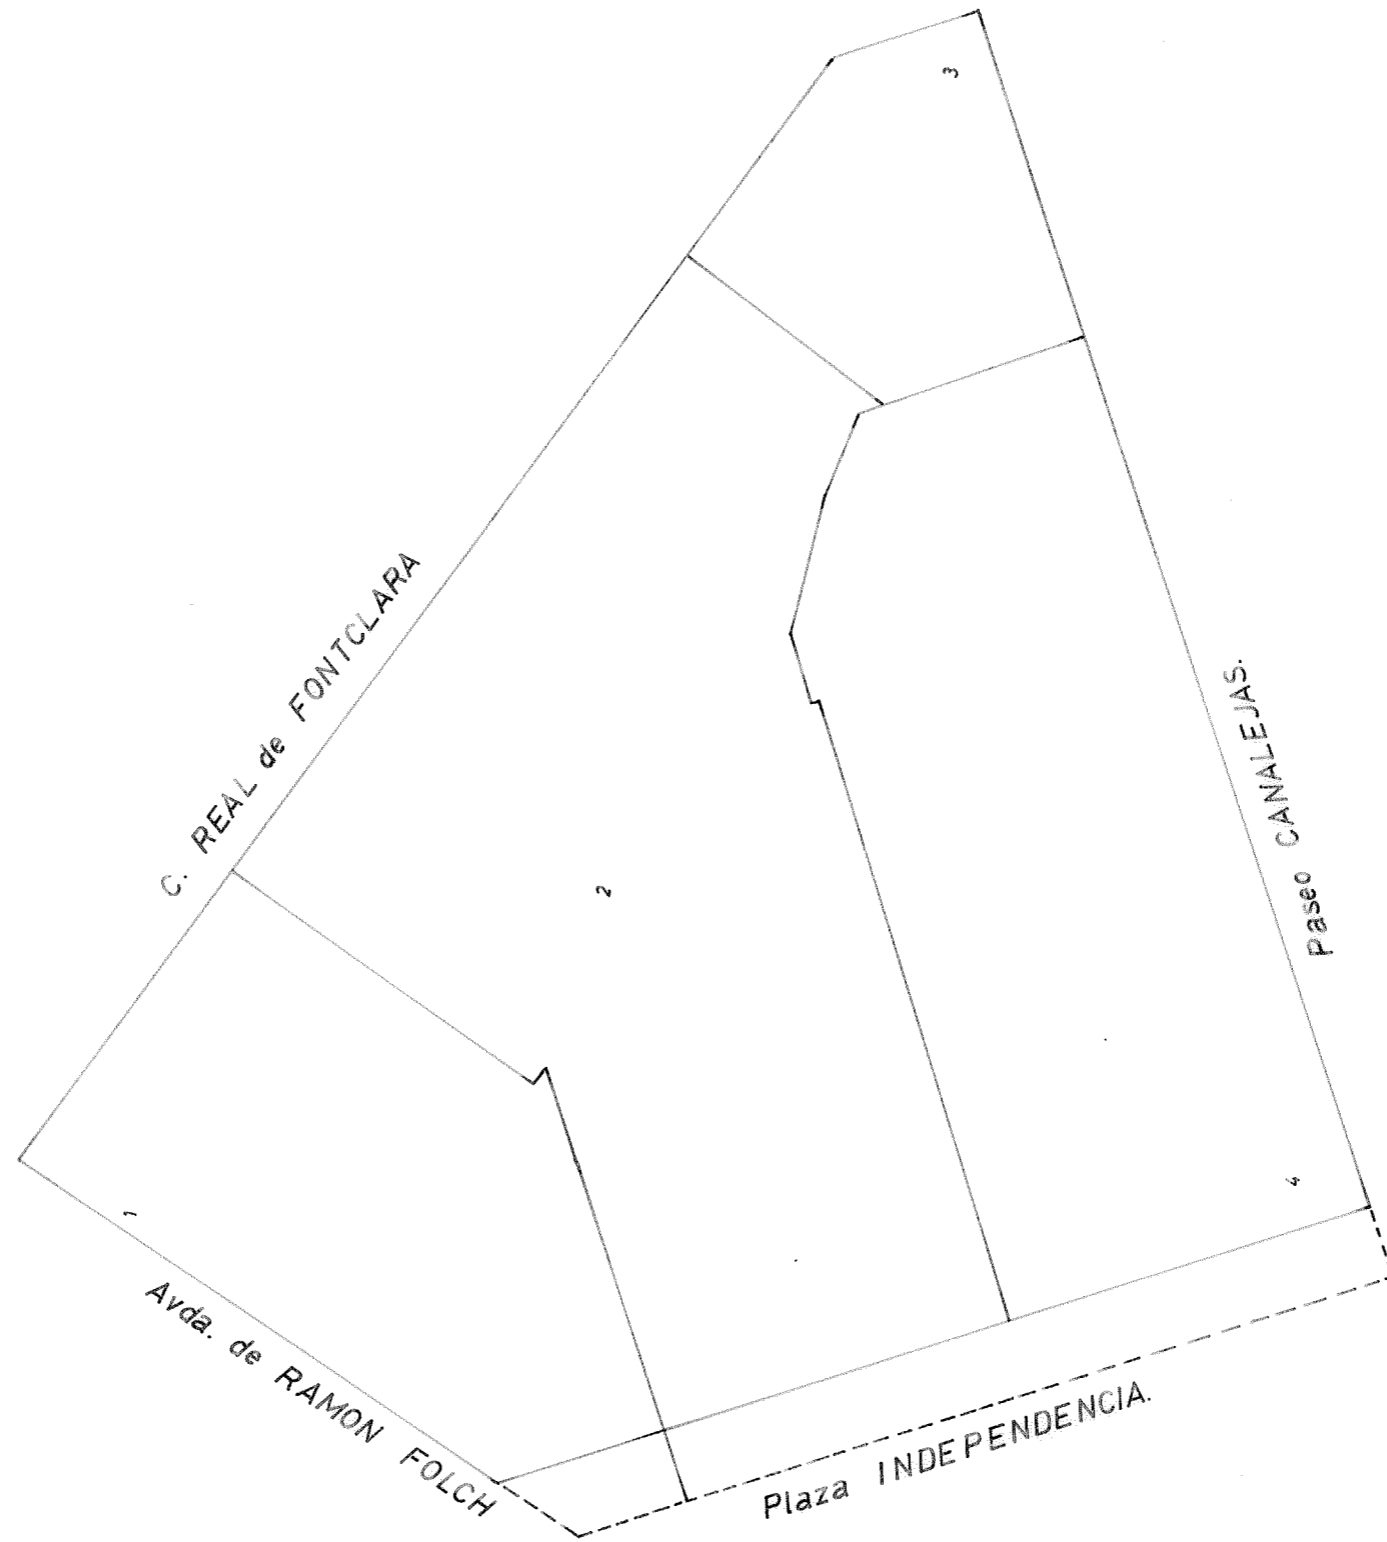 3
C. REAL de FONTCLARA
Paseo CANALEJAS.
2
4
1
Avda. de RAMON FOLCH
Plaza INDEPENDENCIA.